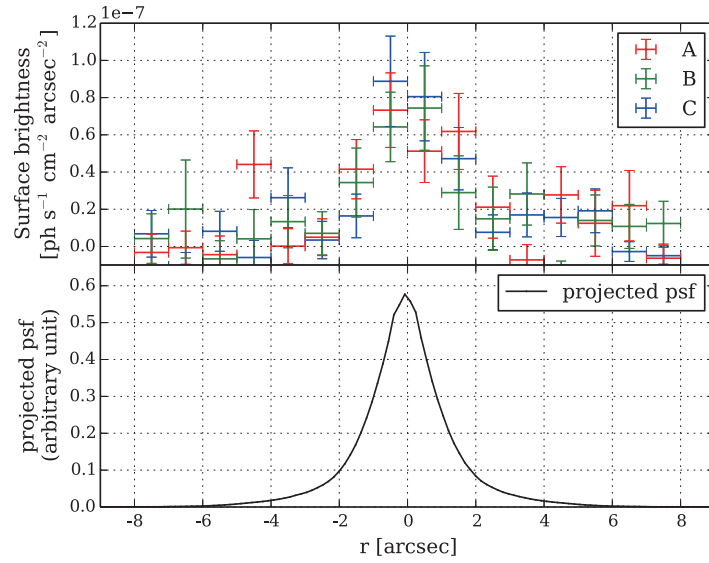 1e−7
1.2
1.0
0.8
0.6
0.4
0.2
0.0
Surface brightness
[ph s⁻¹ cm⁻² arcsec⁻²]
A
B
C
0.6
0.5
0.4
0.3
0.2
0.1
0.0
projected psf
(arbitrary unit)
projected psf
-8 -6 -4 -2 0 2 4 6 8
r [arcsec]